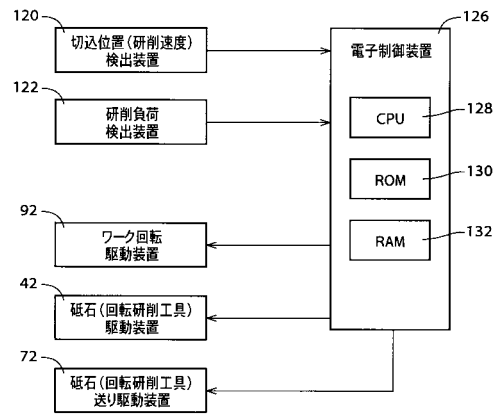 120
切込位置(研削速度)
検出装置
122
研削負荷
検出装置
92
ワーク回転
駆動装置
42
砥石(回転研削工具)
駆動装置
72
砥石(回転研削工具)
送り駆動装置
126
電子制御装置
CPU
128
ROM
130
RAM
132